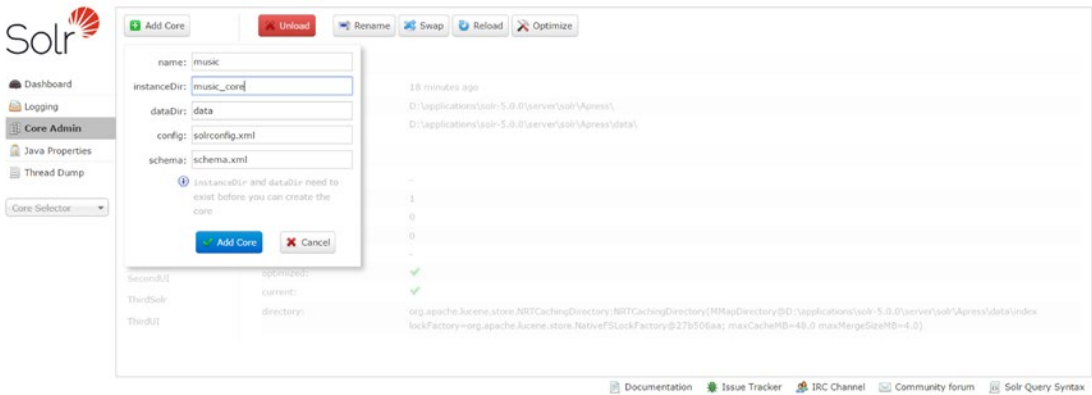 Solr
Add Core
Unload
Rename
Swap
Reload
Optimize
Dashboard
Logging
Core Admin
Java Properties
Thread Dump
Core Selector
name: music
instanceDir: music_core
dataDir: data
config: solrconfig.xml
schema: schema.xml
instanceDir and dataDir need to
exist before you can create the
core
Add Core
Cancel
SecondUI
ThirdSolr
ThirdUI
18 minutes ago
D:\applications\solr-5.0.0\server\solr\Apress\
D:\applications\solr-5.0.0\server\solr\Apress\data\
-
1
0
0
-
optimized:
current:
directory: org.apache.lucene.store.NRTCachingDirectory:NRTCachingDirectory(MMapDirectory@D:\applications\solr-5.0.0\server\solr\Apress\data\index
lockFactory=org.apache.lucene.store.NativeFSLockFactory@27b506aa; maxCacheMB=48.0 maxMergeSizeMB=4.0)
Documentation
Issue Tracker
IRC Channel
Community forum
Solr Query Syntax